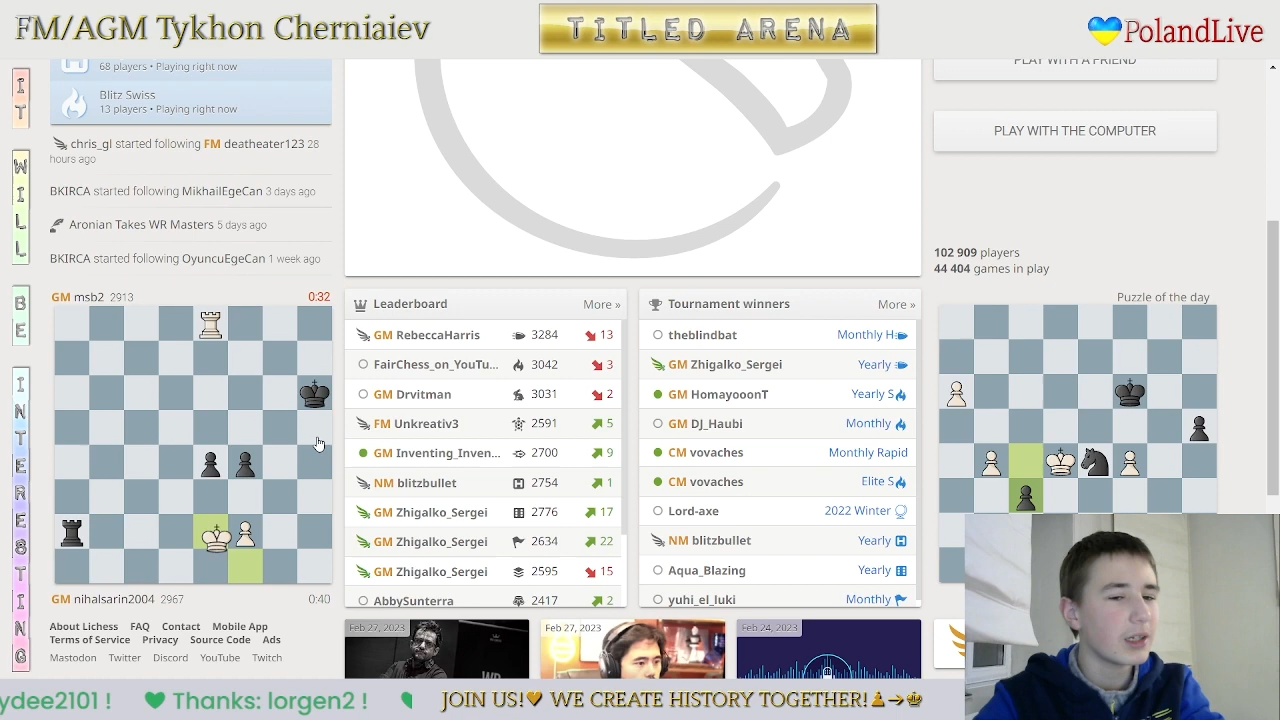 FM/AGM Tykhon Cherniaiev
TITLED ARENA
PolandLive
IT WILL BE INTERESTING
68 players • Playing right now
Blitz Swiss
13 players • Playing right now
chris_gl started following FM deatheater123 28
hours ago
BKIRCA started following MikhailEgeCan 3 days ago
Aronian Takes WR Masters 5 days ago
BKIRCA started following OyuncuEgeCan 1 week ago
GM msb2 2913 0:32
GM nihalsarin2004 2967 0:40
About Lichess FAQ Contact Mobile App
Terms of Service Privacy Source Code Ads
Mastodon Twitter Discord YouTube Twitch
Leaderboard More »
GM RebeccaHarris 3284 13
FairChess_on_YouTu... 3042 3
GM Drvitman 3031 2
FM Unkreativ3 2591 5
GM Inventing_Inven... 2700 9
NM blitzbullet 2754 1
GM Zhigalko_Sergei 2776 17
GM Zhigalko_Sergei 2634 22
GM Zhigalko_Sergei 2595 15
AbbySunterra 2417 2
Tournament winners More »
theblindbat Monthly H
GM Zhigalko_Sergei Yearly
GM HomayooonT Yearly S
GM DJ_Haubi Monthly
CM vovaches Monthly Rapid
CM vovaches Elite S
Lord-axe 2022 Winter
NM blitzbullet Yearly
Aqua_Blazing Yearly
yuhi_el_luki Monthly
Feb 27, 2023
Feb 27, 2023
Feb 24, 2023
PLAY WITH A FRIEND
PLAY WITH THE COMPUTER
102 909 players
44 404 games in play
Puzzle of the day
ydee2101 ! Thanks: orgen2 ! JOIN US! WE CREATE HISTORY TOGETHER!